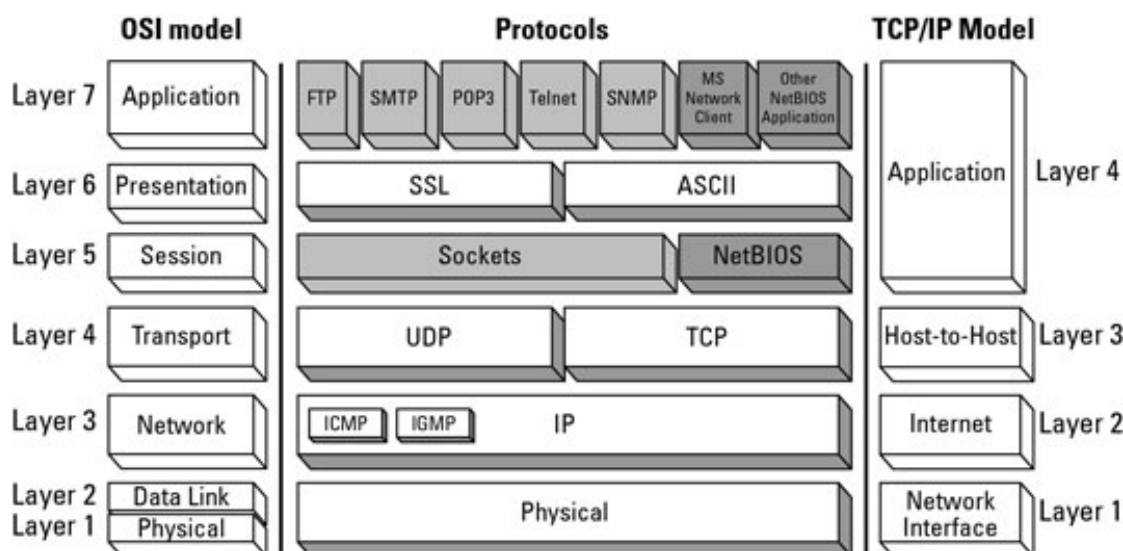 OSI model Protocols TCP/IP Model
Layer 7 Application FTP SMTP POP3 Telnet SNMP MS Network Client Other NetBIOS Application
Layer 6 Presentation SSL ASCII Application Layer 4
Layer 5 Session Sockets NetBIOS
Layer 4 Transport UDP TCP Host-to-Host Layer 3
Layer 3 Network ICMP IGMP IP Internet Layer 2
Layer 2 Data Link
Layer 1 Physical Physical Network Interface Layer 1